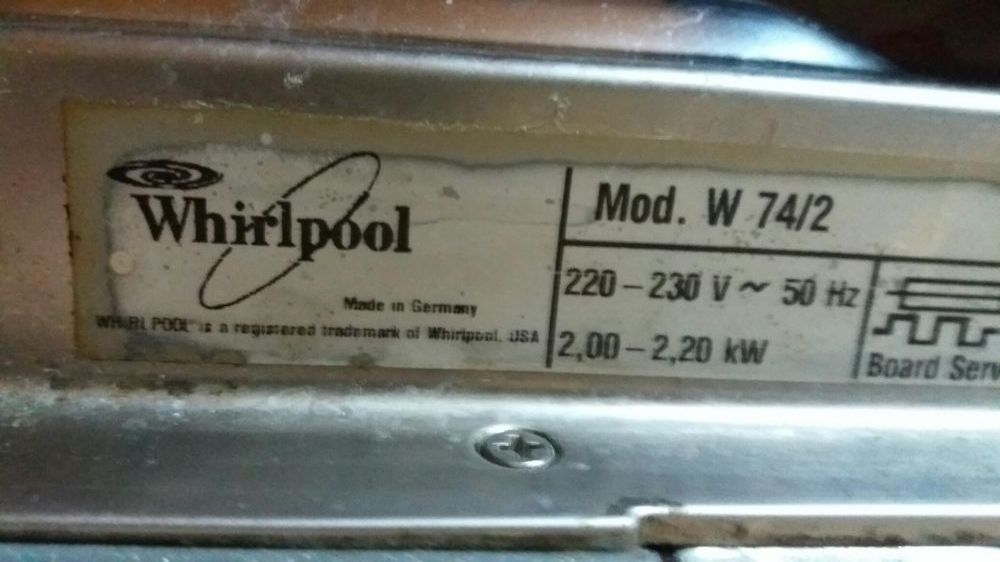 Whirlpool
Made in Germany
WHIRLPOOL is a registered trademark of Whirlpool. USA
Mod. W 74/2
220 – 230 V ~ 50 Hz
2,00 – 2,20 kW
Board